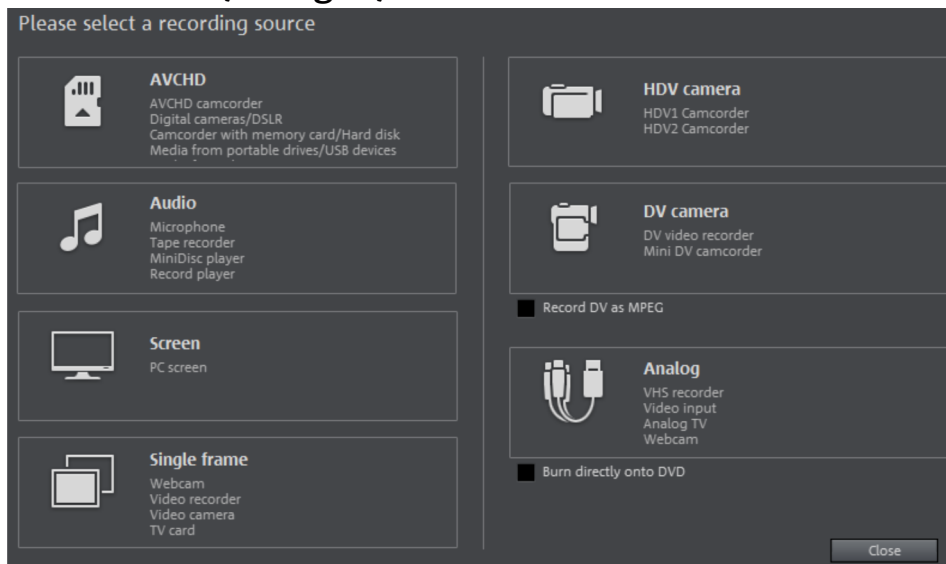 Please select a recording source
AVCHD
AVCHD camcorder
Digital cameras/DSLR
Camcorder with memory card/Hard disk
Media from portable drives/USB devices
Audio
Microphone
Tape recorder
MiniDisc player
Record player
Screen
PC screen
Single frame
Webcam
Video recorder
Video camera
TV card
HDV camera
HDV1 Camcorder
HDV2 Camcorder
DV camera
DV video recorder
Mini DV camcorder
Record DV as MPEG
Analog
VHS recorder
Video input
Analog TV
Webcam
Burn directly onto DVD
Close